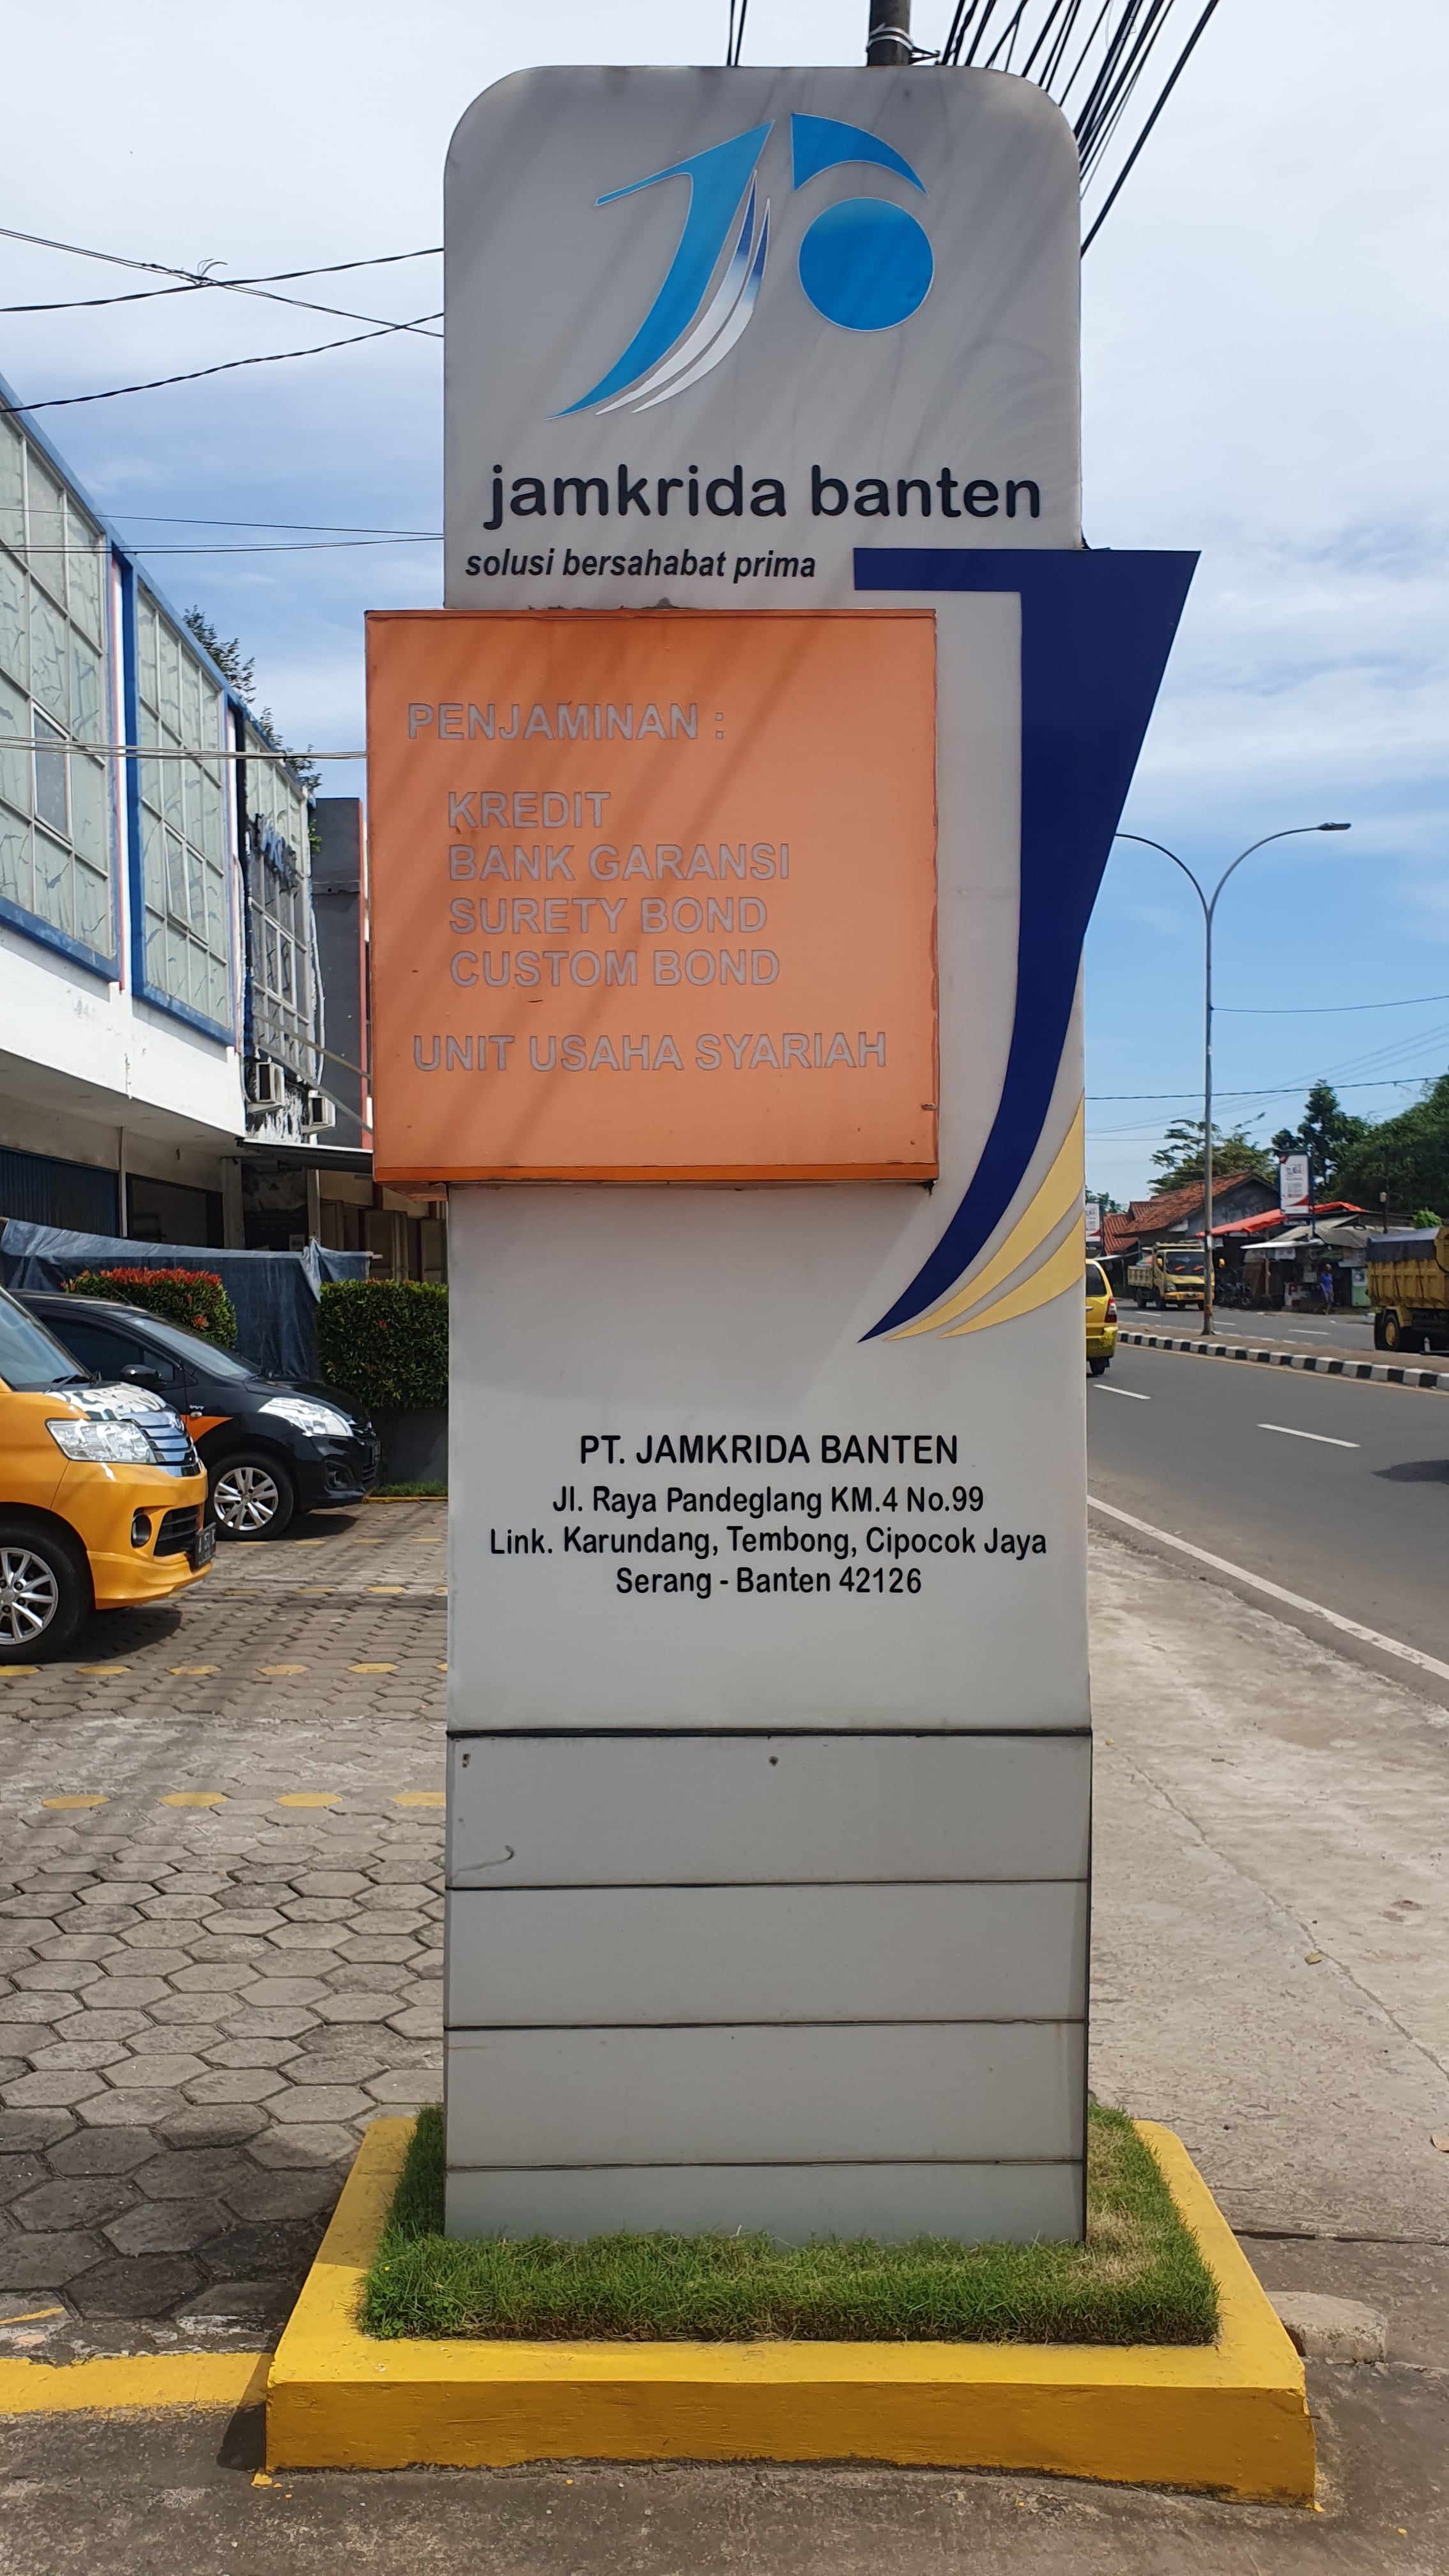 jamkrida banten
solusi bersahabat prima
PENJAMINAN :
KREDIT
BANK GARANSI
SURETY BOND
CUSTOM BOND
UNIT USAHA SYARIAH
PT. JAMKRIDA BANTEN
Jl. Raya Pandeglang KM.4 No.99
Link. Karundang, Tembong, Cipocok Jaya
Serang - Banten 42126